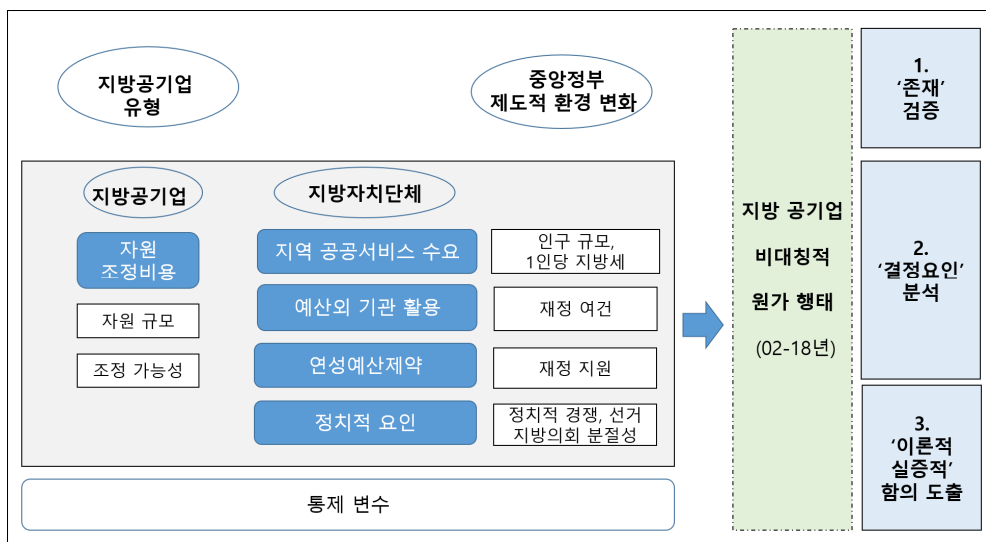 지방공기업
유형
중앙정부
제도적 환경 변화
지방공기업
자원
조정비용
자원 규모
조정 가능성
지방자치단체
지역 공공서비스 수요
인구 규모,
1인당 지방세
예산외 기관 활용
재정 여건
연성예산제약
재정 지원
정치적 요인
정치적 경쟁, 선거
지방의회 분절성
통제 변수
지방 공기업
비대칭적
원가 행태
(02-18년)
1.
‘존재’
검증
2.
‘결정요인’
분석
3.
‘이론적
실증적’
함의 도출